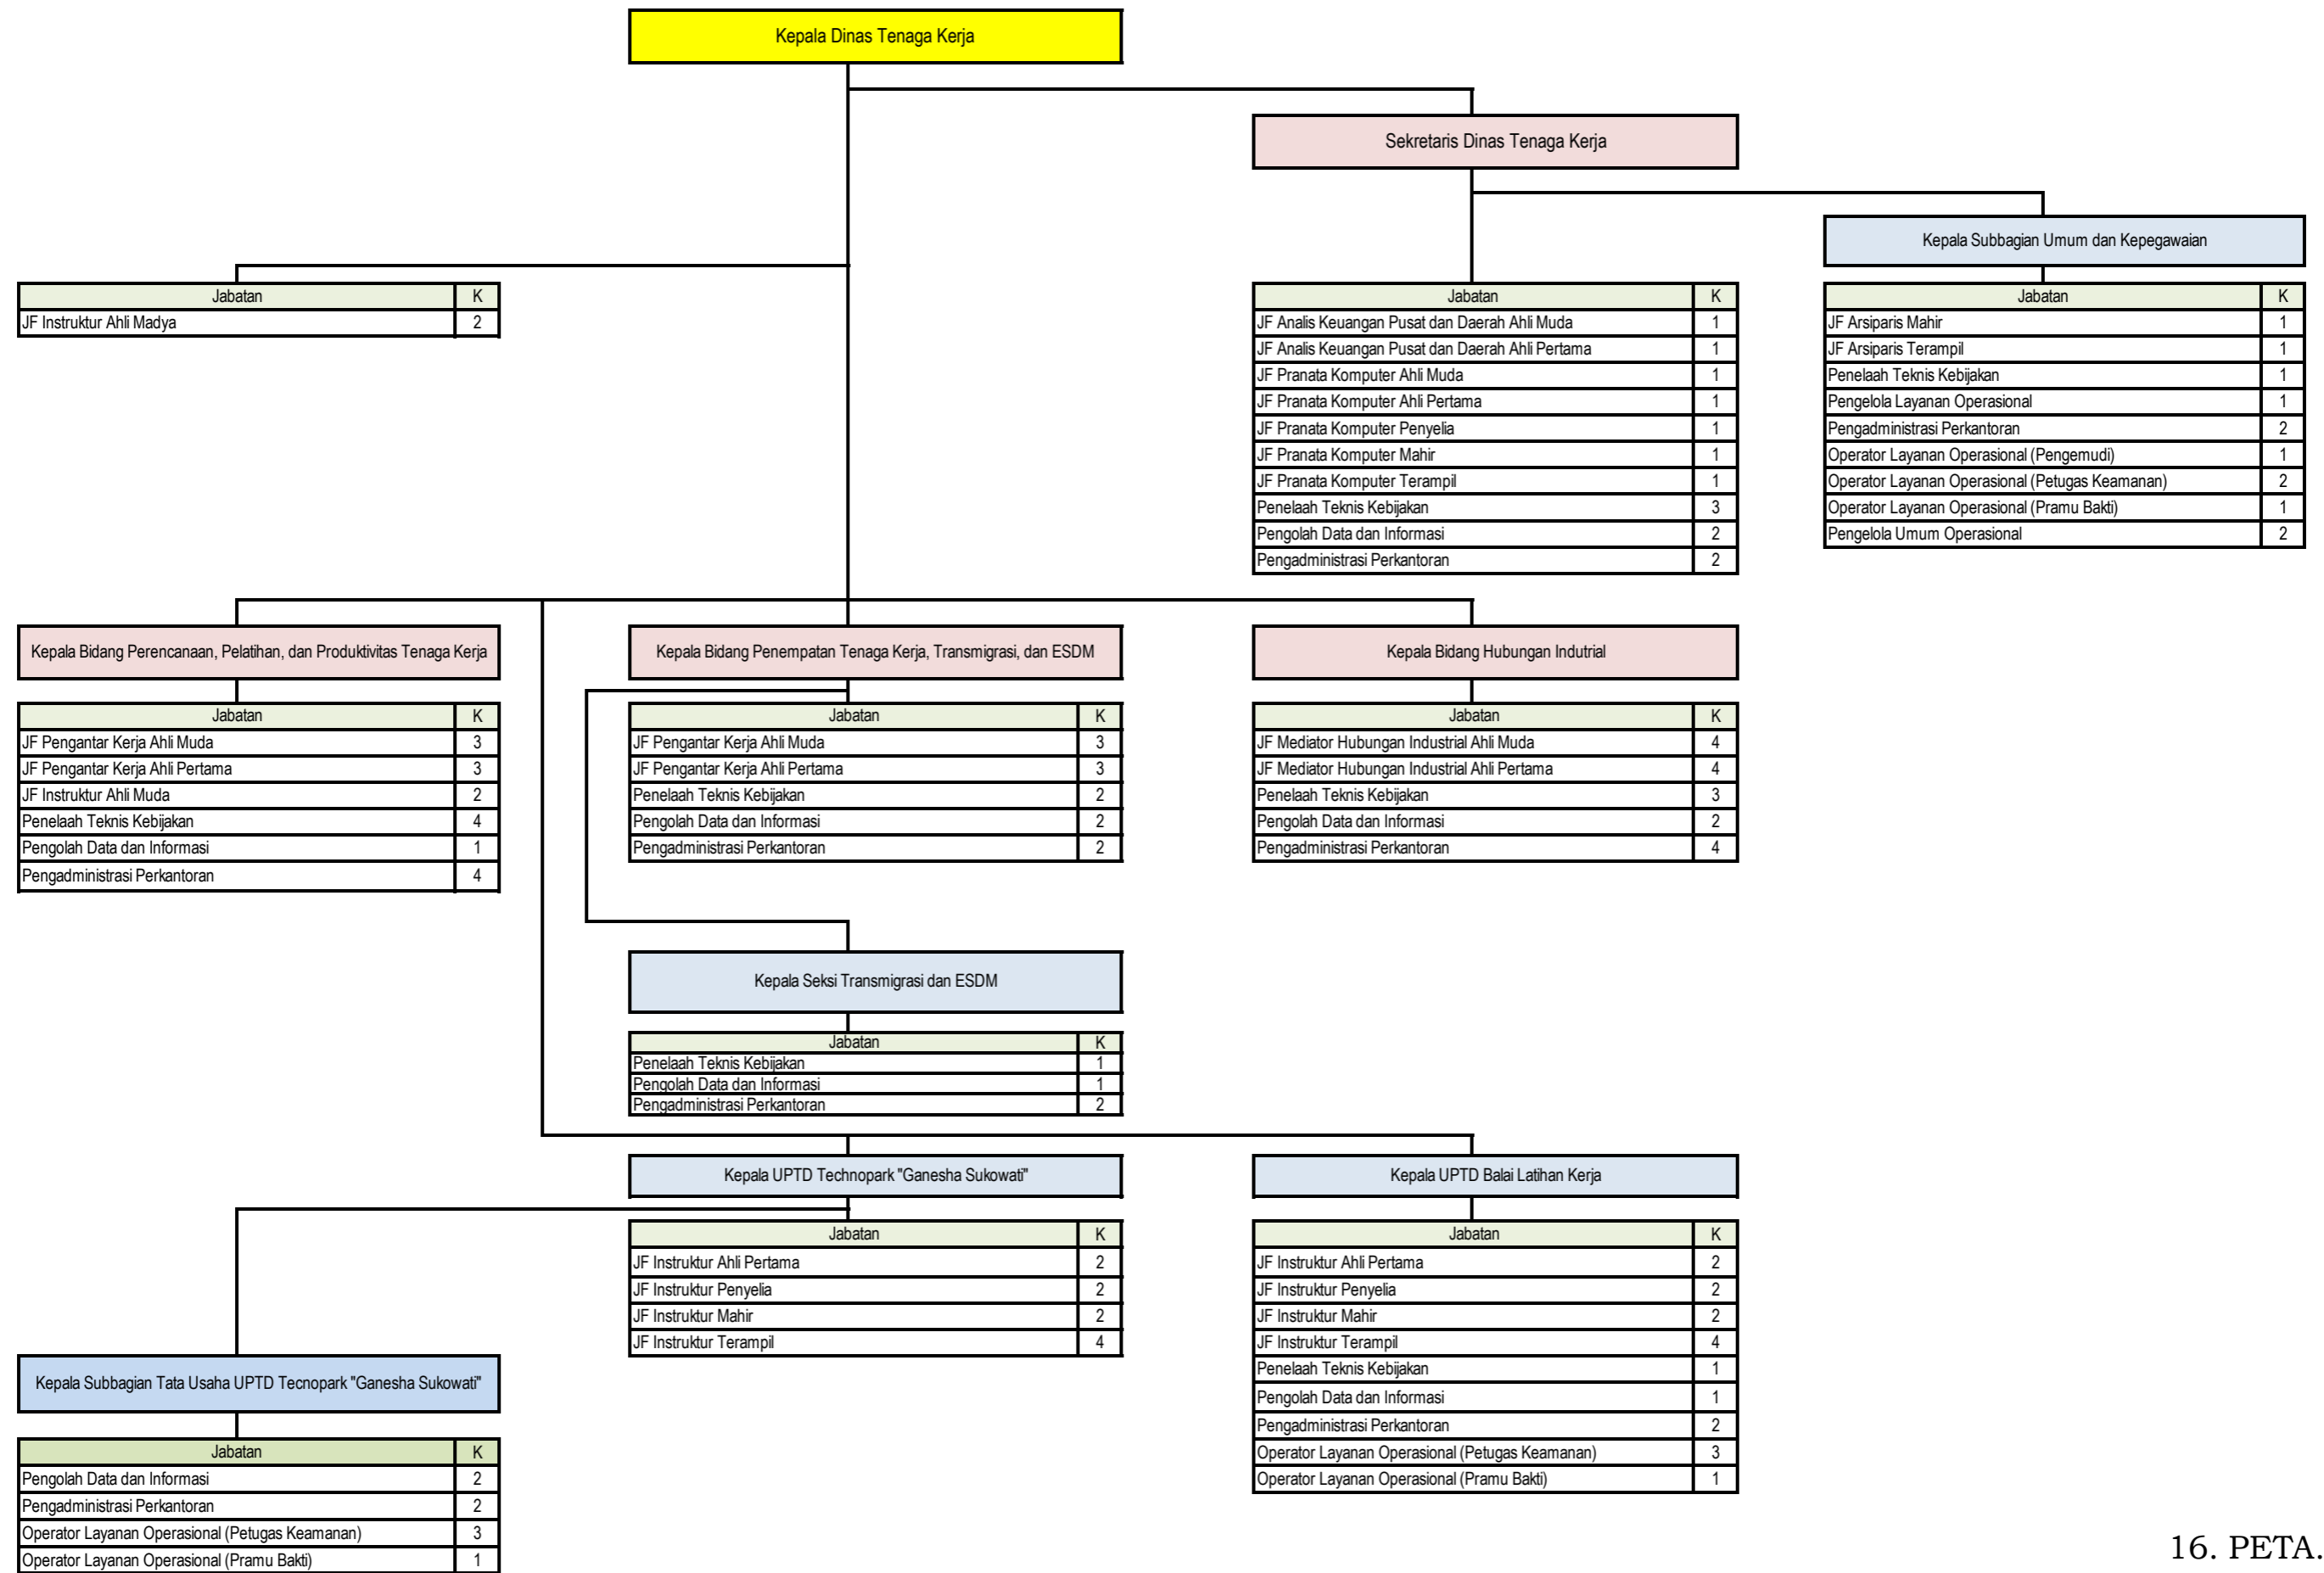 Kepala Dinas Tenaga Kerja
Sekretaris Dinas Tenaga Kerja
Kepala Subbagian Umum dan Kepegawaian
Jabatan K
JF Instruktur Ahli Madya 2
Jabatan K
JF Analis Keuangan Pusat dan Daerah Ahli Muda 1
JF Analis Keuangan Pusat dan Daerah Ahli Pertama 1
JF Pranata Komputer Ahli Muda 1
JF Pranata Komputer Ahli Pertama 1
JF Pranata Komputer Penyelia 1
JF Pranata Komputer Mahir 1
JF Pranata Komputer Terampil 1
Penelaah Teknis Kebijakan 3
Pengolah Data dan Informasi 2
Pengadministrasi Perkantoran 2
Jabatan K
JF Arsiparis Mahir 1
JF Arsiparis Terampil 1
Penelaah Teknis Kebijakan 1
Pengelola Layanan Operasional 1
Pengadministrasi Perkantoran 2
Operator Layanan Operasional (Pengemudi) 1
Operator Layanan Operasional (Petugas Keamanan) 2
Operator Layanan Operasional (Pramu Bakti) 1
Pengelola Umum Operasional 2
Kepala Bidang Perencanaan, Pelatihan, dan Produktivitas Tenaga Kerja
Jabatan K
JF Pengantar Kerja Ahli Muda 3
JF Pengantar Kerja Ahli Pertama 3
JF Instruktur Ahli Muda 2
Penelaah Teknis Kebijakan 4
Pengolah Data dan Informasi 1
Pengadministrasi Perkantoran 4
Kepala Bidang Penempatan Tenaga Kerja, Transmigrasi, dan ESDM
Jabatan K
JF Pengantar Kerja Ahli Muda 3
JF Pengantar Kerja Ahli Pertama 3
Penelaah Teknis Kebijakan 2
Pengolah Data dan Informasi 2
Pengadministrasi Perkantoran 2
Kepala Bidang Hubungan Indutrial
Jabatan K
JF Mediator Hubungan Industrial Ahli Muda 4
JF Mediator Hubungan Industrial Ahli Pertama 4
Penelaah Teknis Kebijakan 3
Pengolah Data dan Informasi 2
Pengadministrasi Perkantoran 4
Kepala Seksi Transmigrasi dan ESDM
Jabatan K
Penelaah Teknis Kebijakan 1
Pengolah Data dan Informasi 1
Pengadministrasi Perkantoran 2
Kepala UPTD Technopark "Ganesha Sukowati"
Jabatan K
JF Instruktur Ahli Pertama 2
JF Instruktur Penyelia 2
JF Instruktur Mahir 2
JF Instruktur Terampil 4
Kepala UPTD Balai Latihan Kerja
Jabatan K
JF Instruktur Ahli Pertama 2
JF Instruktur Penyelia 2
JF Instruktur Mahir 2
JF Instruktur Terampil 4
Penelaah Teknis Kebijakan 1
Pengolah Data dan Informasi 1
Pengadministrasi Perkantoran 2
Operator Layanan Operasional (Petugas Keamanan) 3
Operator Layanan Operasional (Pramu Bakti) 1
Kepala Subbagian Tata Usaha UPTD Tecnopark "Ganesha Sukowati"
Jabatan K
Pengolah Data dan Informasi 2
Pengadministrasi Perkantoran 2
Operator Layanan Operasional (Petugas Keamanan) 3
Operator Layanan Operasional (Pramu Bakti) 1
16. PETA.